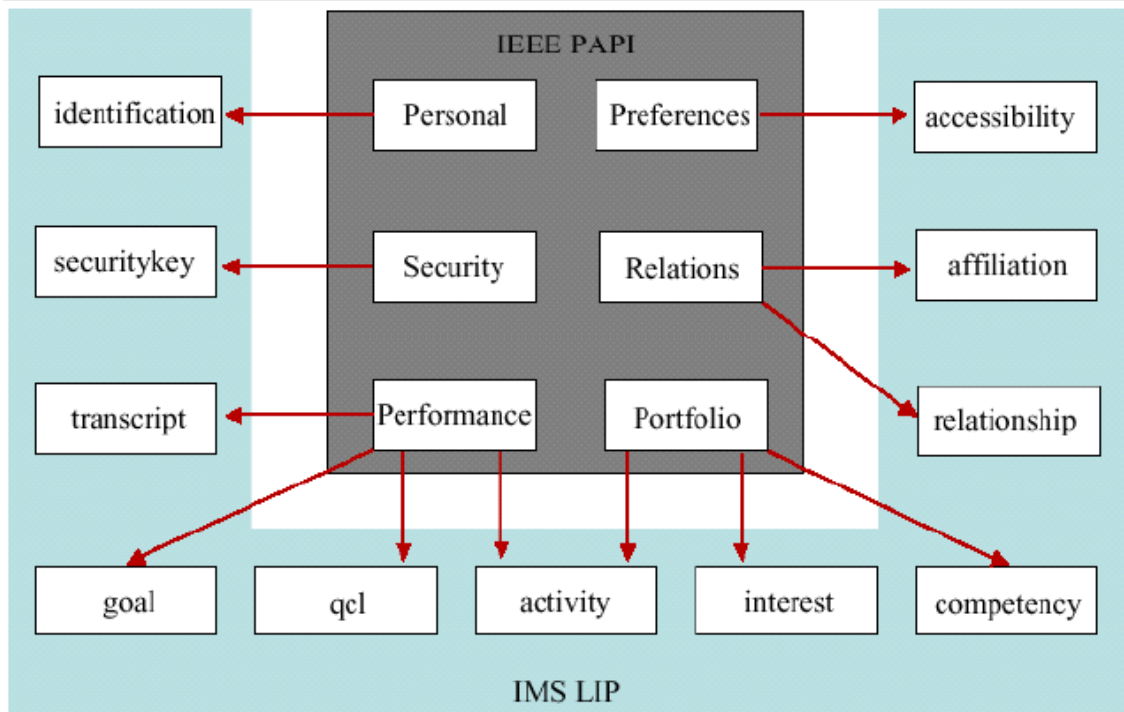 IEEE PAPI
identification
Personal
Preferences
accessibility
securitykey
Security
Relations
affiliation
transcript
Performance
Portfolio
relationship
goal
qcl
activity
interest
competency
IMS LIP